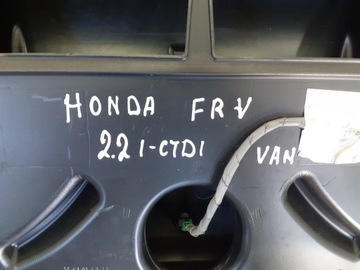 HONDA FRV
2.2 I-CTDI VAN